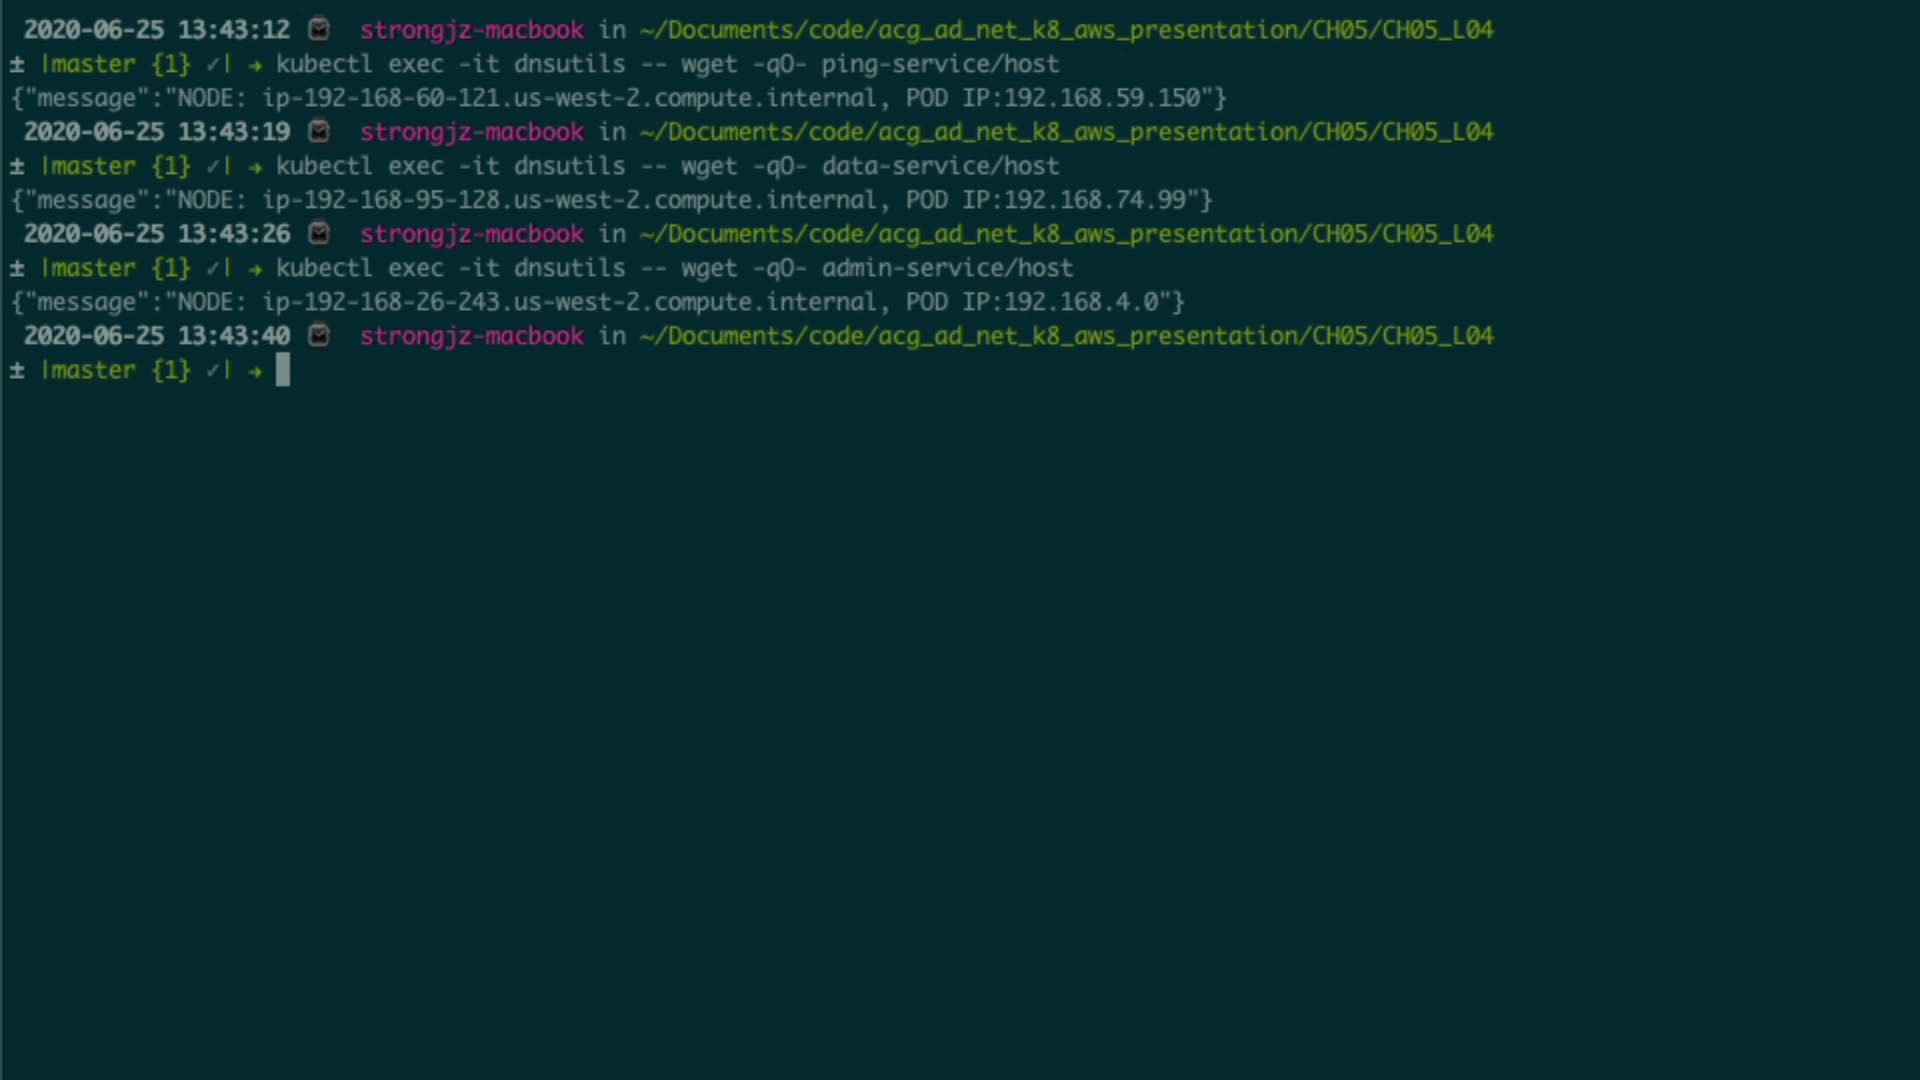 2020-06-25 13:43:12 strongjz-macbook in ~/Documents/code/acg_ad_net_k8_aws_presentation/CH05/CH05_L04
± |master {1} ✓| → kubectl exec -it dnsutils -- wget -qO- ping-service/host
{"message":"NODE: ip-192-168-60-121.us-west-2.compute.internal, POD IP:192.168.59.150"}
2020-06-25 13:43:19 strongjz-macbook in ~/Documents/code/acg_ad_net_k8_aws_presentation/CH05/CH05_L04
± |master {1} ✓| → kubectl exec -it dnsutils -- wget -qO- data-service/host
{"message":"NODE: ip-192-168-95-128.us-west-2.compute.internal, POD IP:192.168.74.99"}
2020-06-25 13:43:26 strongjz-macbook in ~/Documents/code/acg_ad_net_k8_aws_presentation/CH05/CH05_L04
± |master {1} ✓| → kubectl exec -it dnsutils -- wget -qO- admin-service/host
{"message":"NODE: ip-192-168-26-243.us-west-2.compute.internal, POD IP:192.168.4.0"}
2020-06-25 13:43:40 strongjz-macbook in ~/Documents/code/acg_ad_net_k8_aws_presentation/CH05/CH05_L04
± |master {1} ✓| →